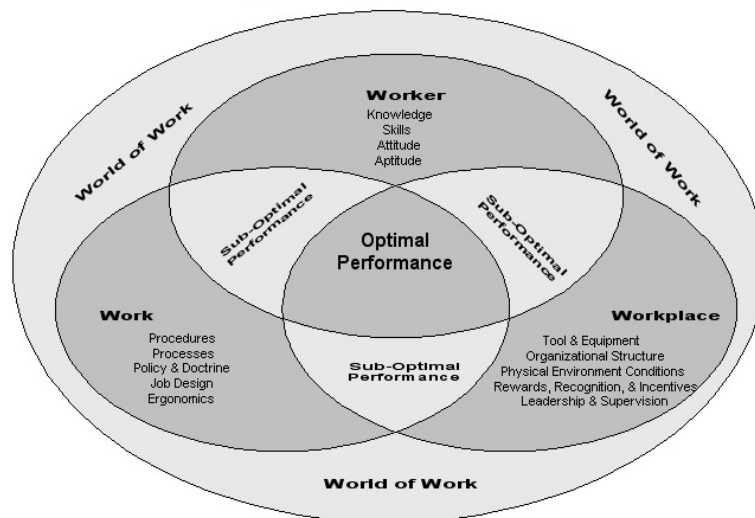 World of Work
World of Work
Worker
Knowledge
Skills
Attitude
Aptitude
Sub-Optimal
Performance
Sub-Optimal
Performance
Optimal
Performance
Work
Procedures
Processes
Policy & Doctrine
Job Design
Ergonomics
Workplace
Tool & Equipment
Organizational Structure
Physical Environment Conditions
Rewards, Recognition, & Incentives
Leadership & Supervision
Sub-Optimal
Performance
World of Work